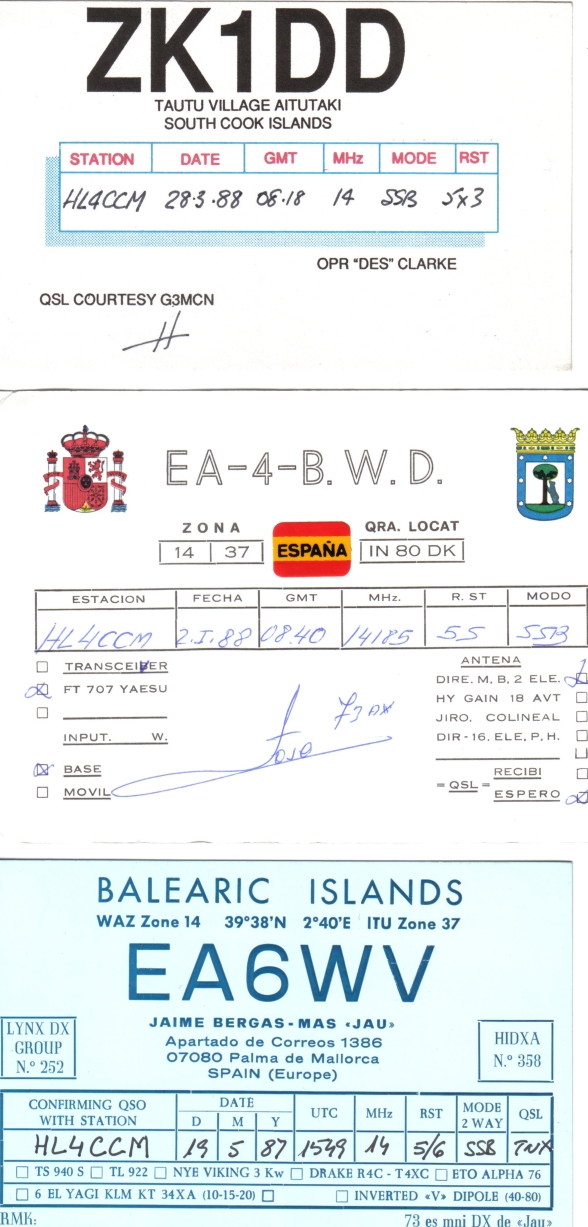 ZK1DD
TAUTU VILLAGE AITUTAKI
SOUTH COOK ISLANDS
STATION DATE GMT MHz MODE RST
HL4CCM 28·3·88 08·18 14 SSB 5x3
OPR "DES" CLARKE
QSL COURTESY G3MCN
EA-4-B.W.D.
ZONA
14 37
ESPAÑA
QRA. LOCAT
IN 80 DK
ESTACION FECHA GMT MHz. R. ST MODO
HL4CCM 2.I.88 0840 14185 55 SSB
TRANSCEIVER
FT 707 YAESU
INPUT. W.
BASE
MOVIL
Jose
73
ANTENA
DIRE. M, B, 2 ELE.
HY GAIN 18 AVT
JIRO, COLINEAL
DIR-16, ELE, P, H.
= QSL =
RECIBI
ESPERO
BALEARIC ISLANDS
WAZ Zone 14 39°38'N 2°40'E ITU Zone 37
EA6WV
JAIME BERGAS-MAS «JAU»
Apartado de Correos 1386
07080 Palma de Mallorca
SPAIN (Europe)
LYNX DX
GROUP
N.º 252
HIDXA
N.º 358
CONFIRMING QSO
WITH STATION
DATE
D M Y
UTC MHz RST
MODE
2 WAY
QSL
HL4CCM 19 5 87 1549 14 5/6 SSB TNX
TS 940 S TL 922 NYE VIKING 3 Kw DRAKE R4C - T4XC ETO ALPHA 76
6 EL YAGI KLM KT 34XA (10-15-20) INVERTED «V» DIPOLE (40-80)
RMK:
73 es mni DX de «Jau»